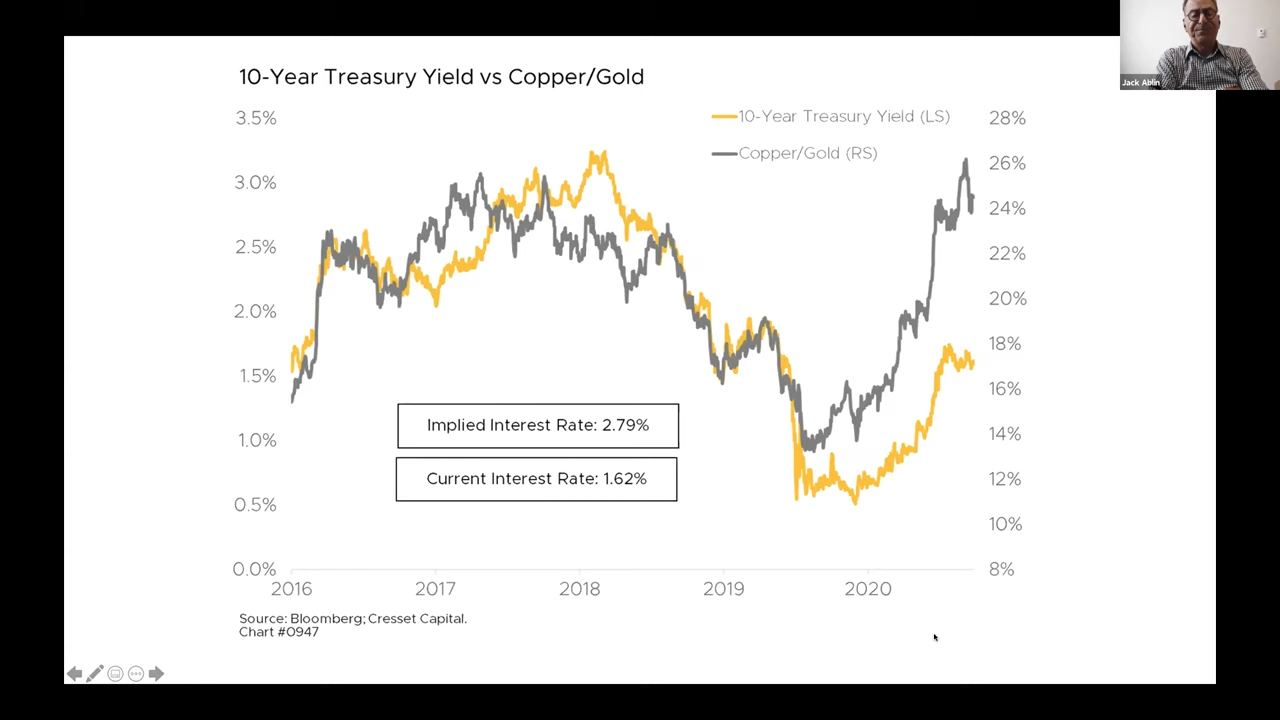 Jack Ablin
10-Year Treasury Yield vs Copper/Gold
10-Year Treasury Yield (LS)
Copper/Gold (RS)
3.5%
3.0%
2.5%
2.0%
1.5%
1.0%
0.5%
0.0%
28%
26%
24%
22%
20%
18%
16%
14%
12%
10%
8%
Implied Interest Rate: 2.79%
Current Interest Rate: 1.62%
2016 2017 2018 2019 2020
Source: Bloomberg; Cresset Capital.
Chart #0947